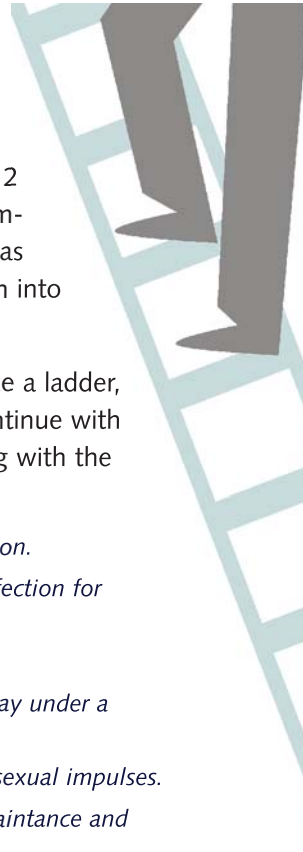 2
m-
as
n into
e a ladder,
ntinue with
g with the
on.
fection for
ay under a
sexual impulses.
aintance and